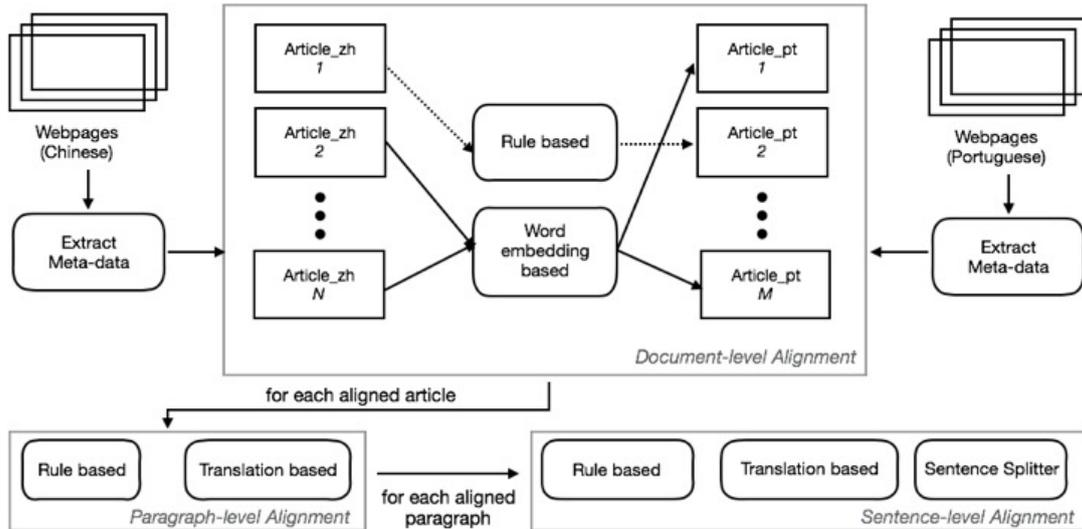 Webpages
(Chinese)
Extract
Meta-data
Article_zh
1
Article_zh
2
Article_zh
N
Rule based
Word
embedding
based
Article_pt
1
Article_pt
2
Article_pt
M
Webpages
(Portuguese)
Extract
Meta-data
Document-level Alignment
for each aligned article
Rule based
Translation based
Paragraph-level Alignment
for each aligned
paragraph
Rule based
Translation based
Sentence Splitter
Sentence-level Alignment